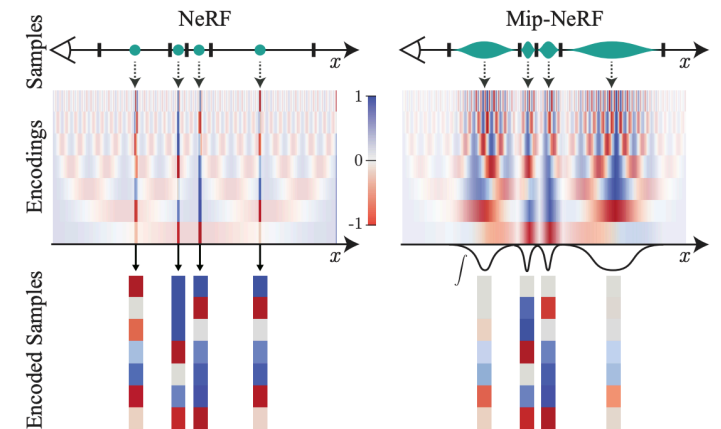 NeRF
Mip-NeRF
Samples
x
x
Encodings
1
0
-1
x
x
∫
Encoded Samples